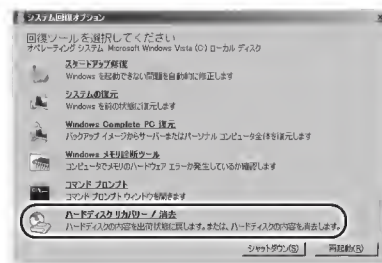 システム回復オプション
回復ツールを選択してください
オペレーティング システム: Microsoft Windows Vista (C:) ローカル ディスク
スタートアップ修復
Windows を起動できない問題を自動的に修正します
システムの復元
Windows を前の状態に復元します
Windows Complete PC 復元
バックアップ イメージからサーバーまたはパーソナル コンピュータ全体を復元します
Windows メモリ診断ツール
コンピュータでメモリのハードウェア エラーが発生しているか確認します
コマンド プロンプト
コマンド プロンプト ウィンドウを開きます
ハードディスク リカバリー / 消去
ハードディスクの内容を出荷状態に戻します。または、ハードディスクの内容を消去します。
シャットダウン(S) 再起動(R)